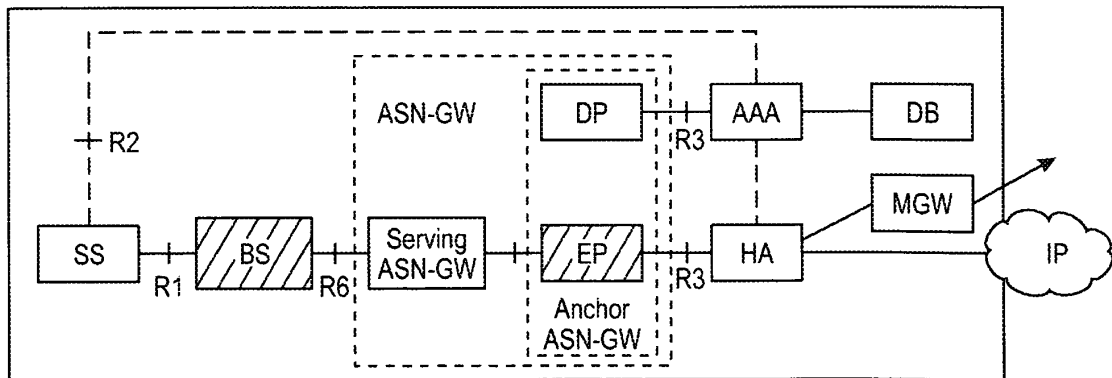 ASN-GW
DP
R3
AAA
DB
R2
MGW
SS
R1
BS
R6
Serving
ASN-GW
EP
R3
HA
IP
Anchor
ASN-GW